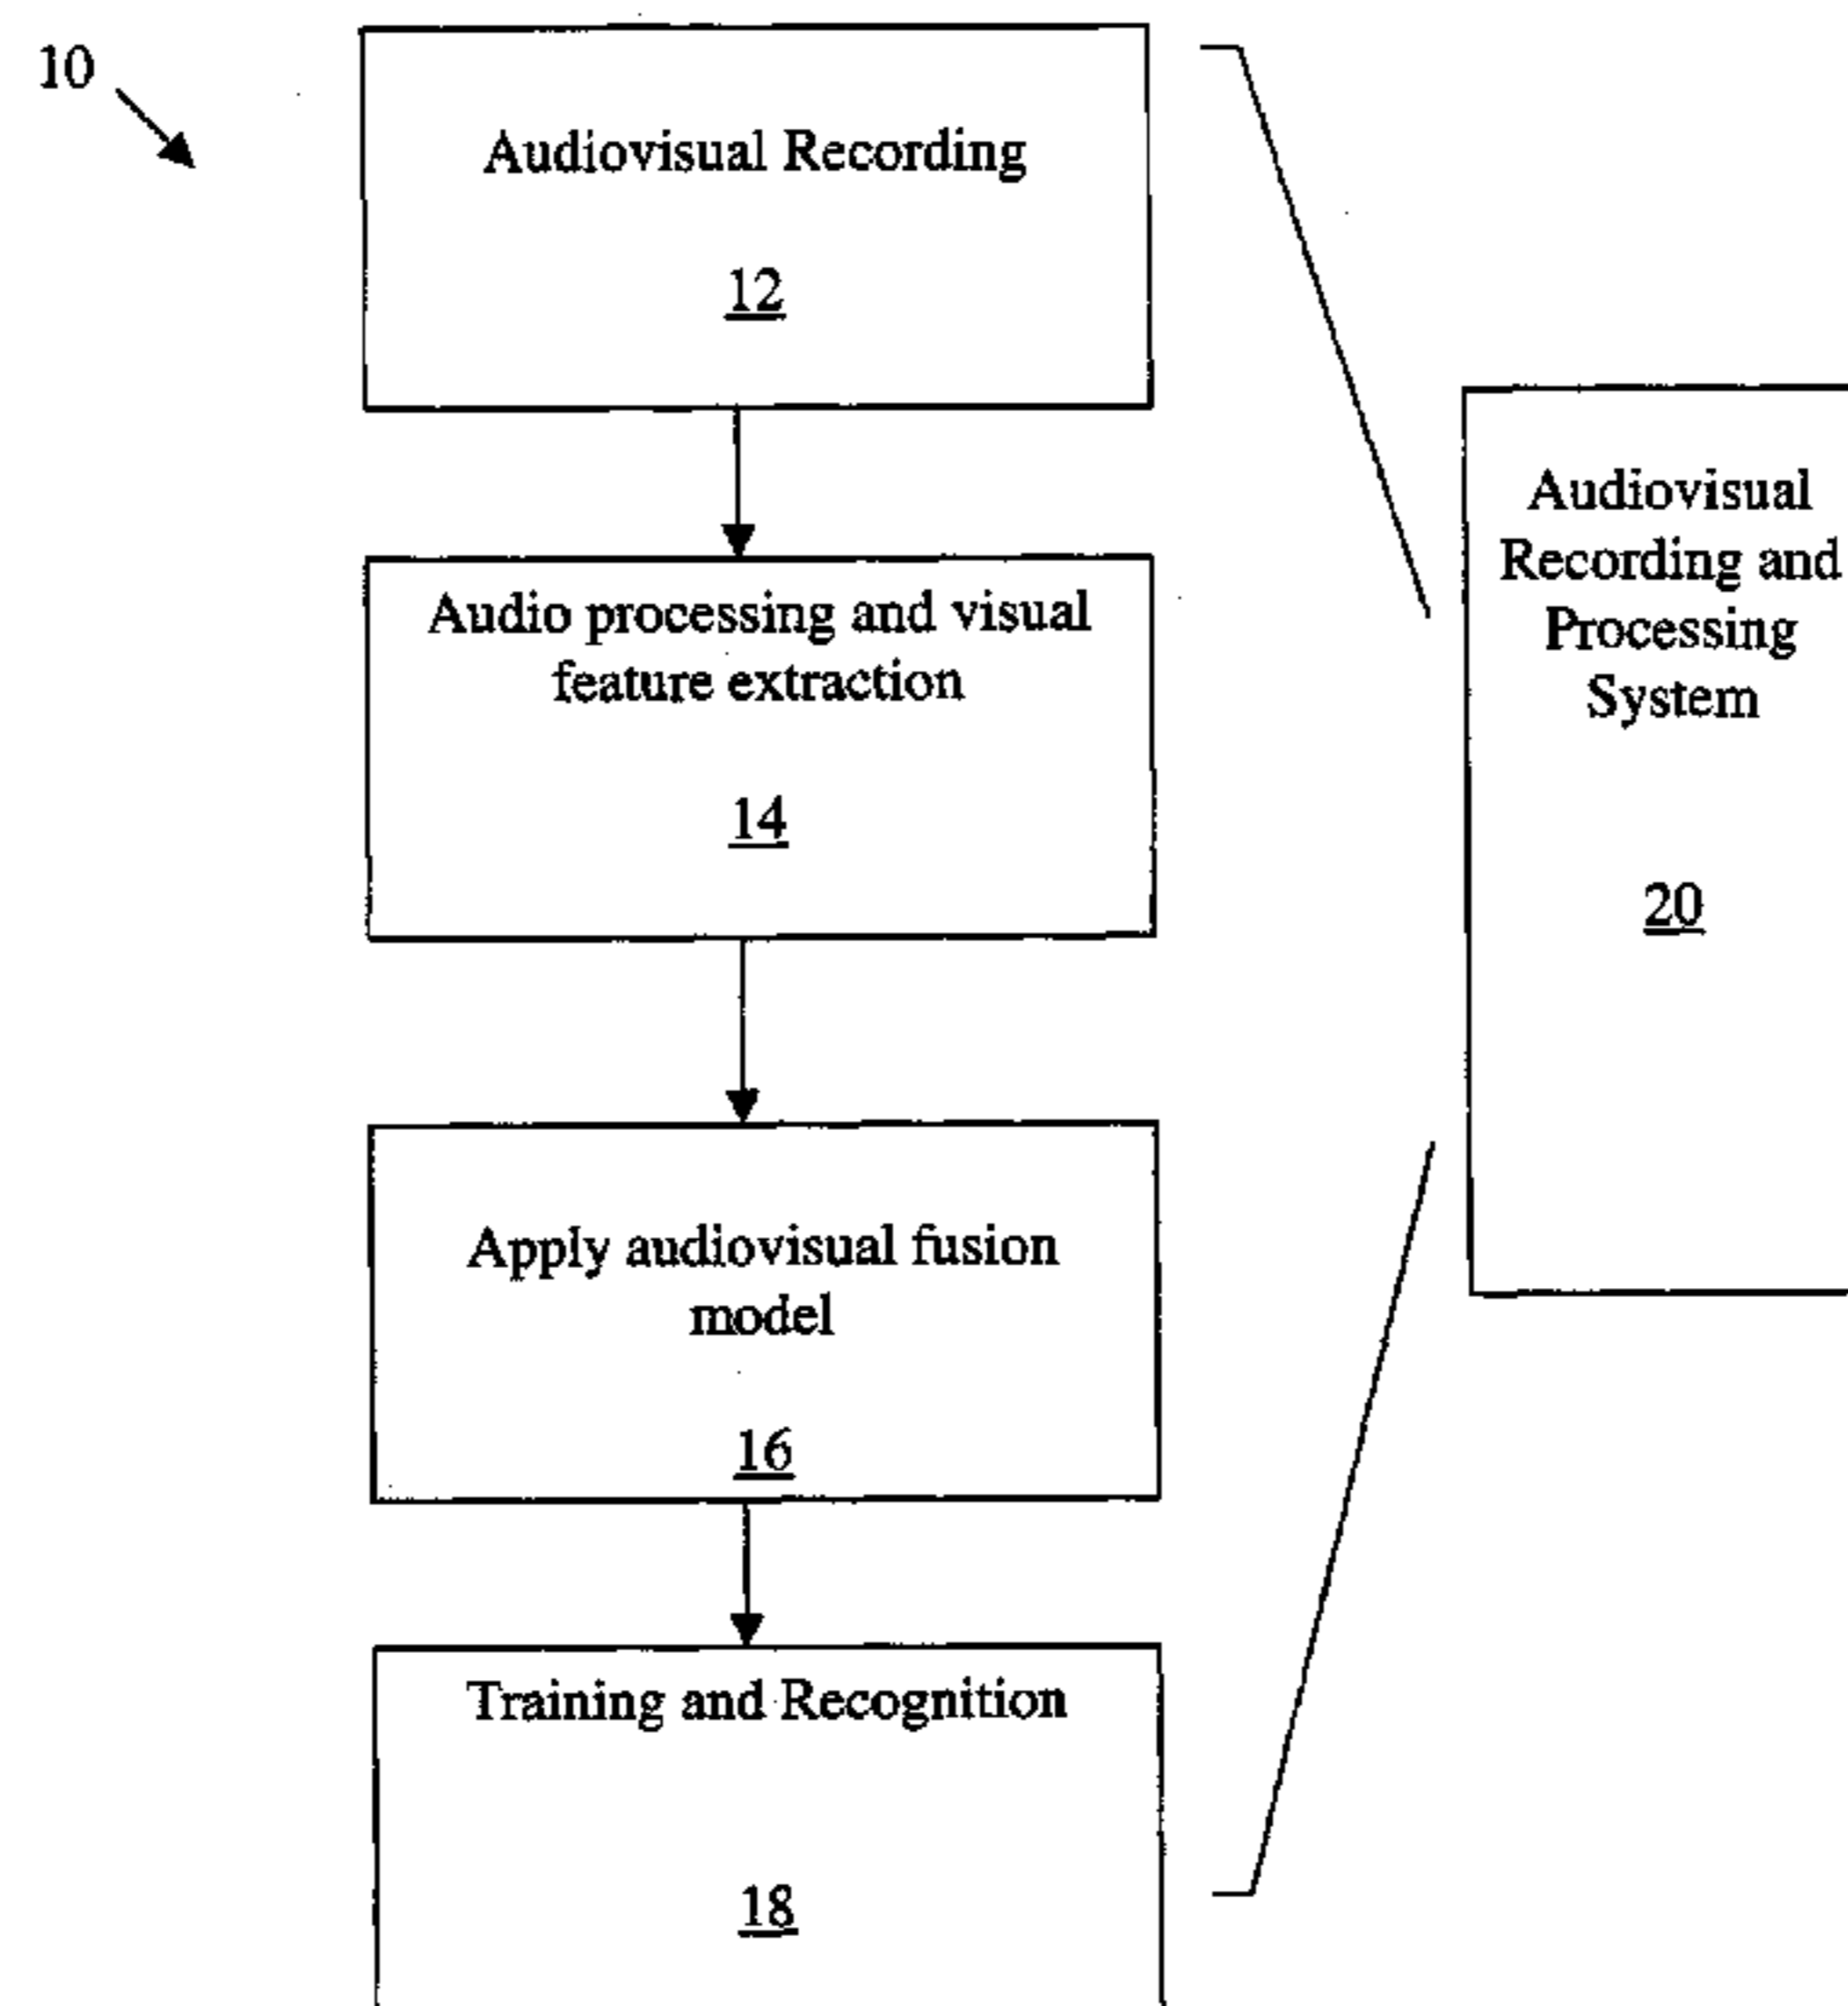 10
Audiovisual Recording
12
Audio processing and visual
feature extraction
14
Apply audiovisual fusion
model
16
Training and Recognition
18
Audiovisual
Recording and
Processing
System
20